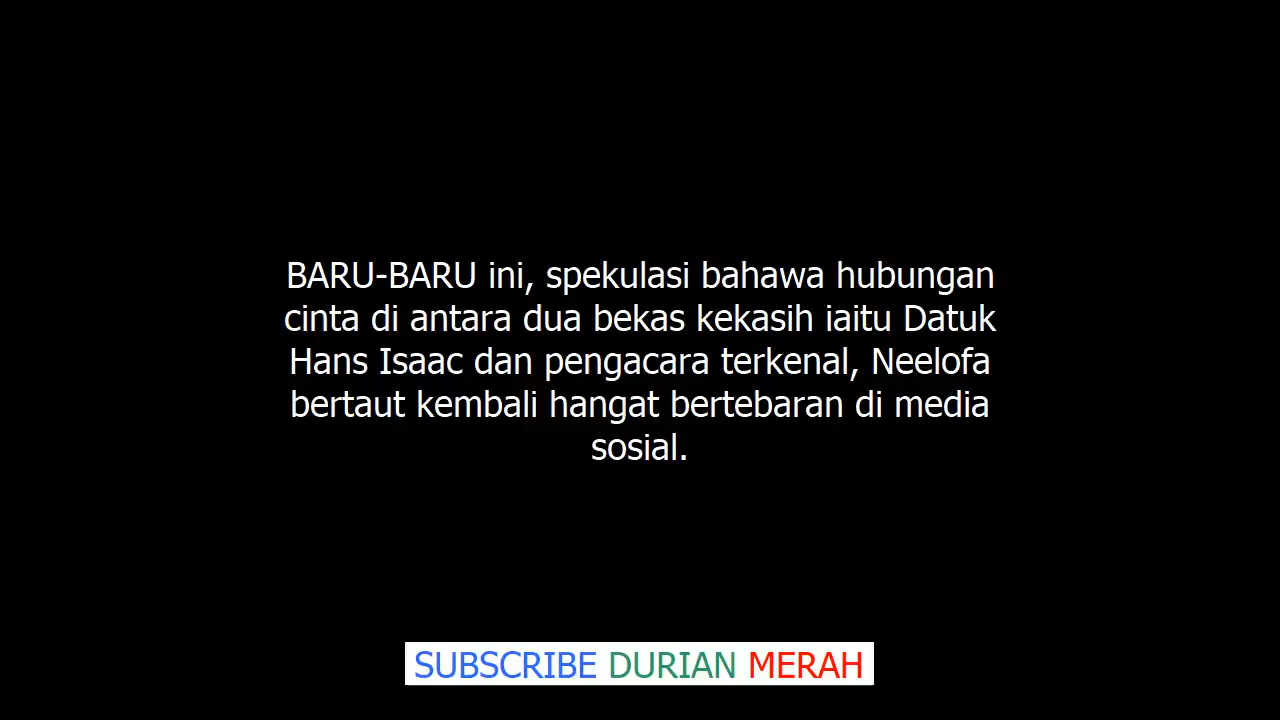 BARU-BARU ini, spekulasi bahawa hubungan
cinta di antara dua bekas kekasih iaitu Datuk
Hans Isaac dan pengacara terkenal, Neelofa
bertaut kembali hangat bertebaran di media
sosial.
SUBSCRIBE DURIAN MERAH